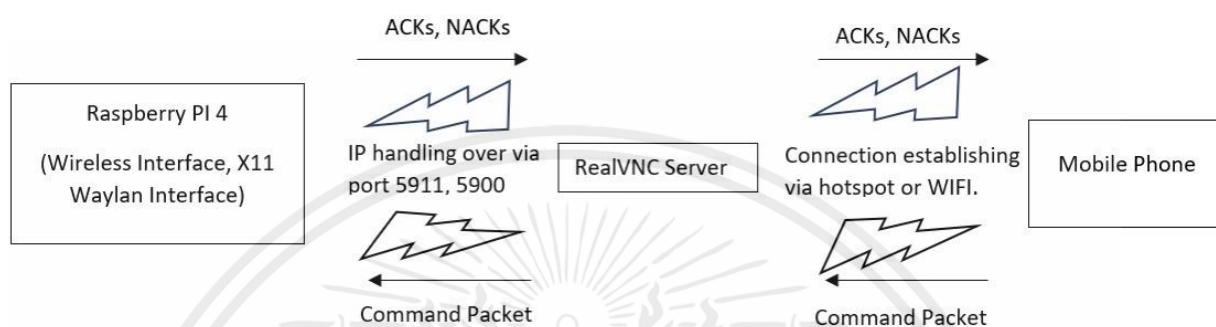 ACKs, NACKs
ACKs, NACKs
Raspberry PI 4
(Wireless Interface, X11
Waylan Interface)
IP handling over via
port 5911, 5900
RealVNC Server
Connection establishing
via hotspot or WIFI.
Mobile Phone
Command Packet
Command Packet